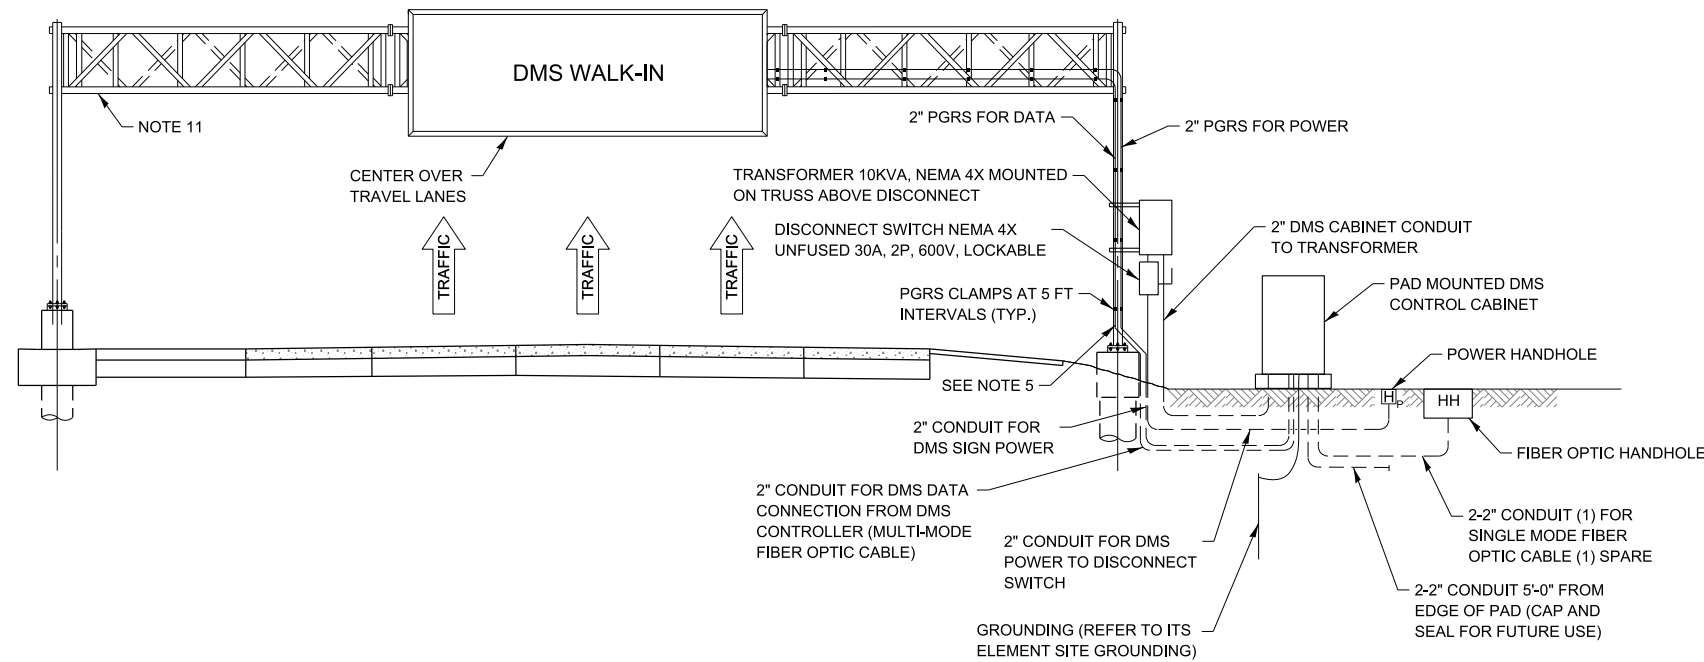 DMS WALK-IN
NOTE 11
CENTER OVER
TRAVEL LANES
TRAFFIC
TRAFFIC
TRAFFIC
2" PGRS FOR DATA
2" PGRS FOR POWER
TRANSFORMER 10KVA, NEMA 4X MOUNTED
ON TRUSS ABOVE DISCONNECT
DISCONNECT SWITCH NEMA 4X
UNFUSED 30A, 2P, 600V, LOCKABLE
2" DMS CABINET CONDUIT
TO TRANSFORMER
PGRS CLAMPS AT 5 FT
INTERVALS (TYP.)
PAD MOUNTED DMS
CONTROL CABINET
SEE NOTE 5
POWER HANDHOLE
H
P
HH
2" CONDUIT FOR
DMS SIGN POWER
FIBER OPTIC HANDHOLE
2" CONDUIT FOR DMS DATA
CONNECTION FROM DMS
CONTROLLER (MULTI-MODE
FIBER OPTIC CABLE)
2" CONDUIT FOR DMS
POWER TO DISCONNECT
SWITCH
2-2" CONDUIT (1) FOR
SINGLE MODE FIBER
OPTIC CABLE (1) SPARE
2-2" CONDUIT 5'-0" FROM
EDGE OF PAD (CAP AND
SEAL FOR FUTURE USE)
GROUNDING (REFER TO ITS
ELEMENT SITE GROUNDING)